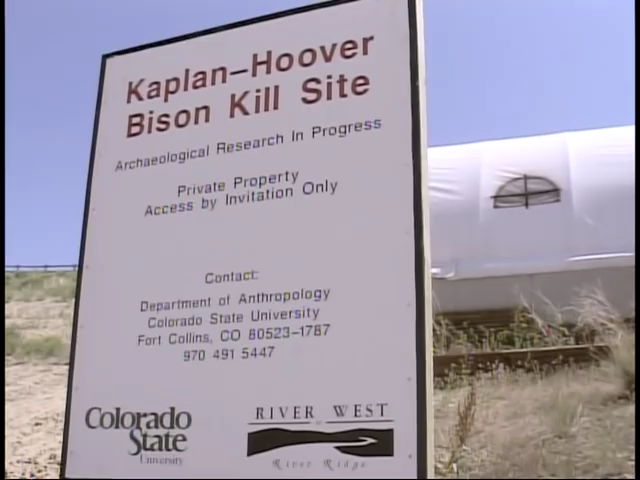 Kaplan-Hoover
Bison Kill Site
Archaeological Research In Progress
Private Property
Access by Invitation Only
Contact:
Department of Anthropology
Colorado State University
Fort Collins, CO 80523-1787
970 491 5447
Colorado
State
University
RIVER WEST
River Ridge